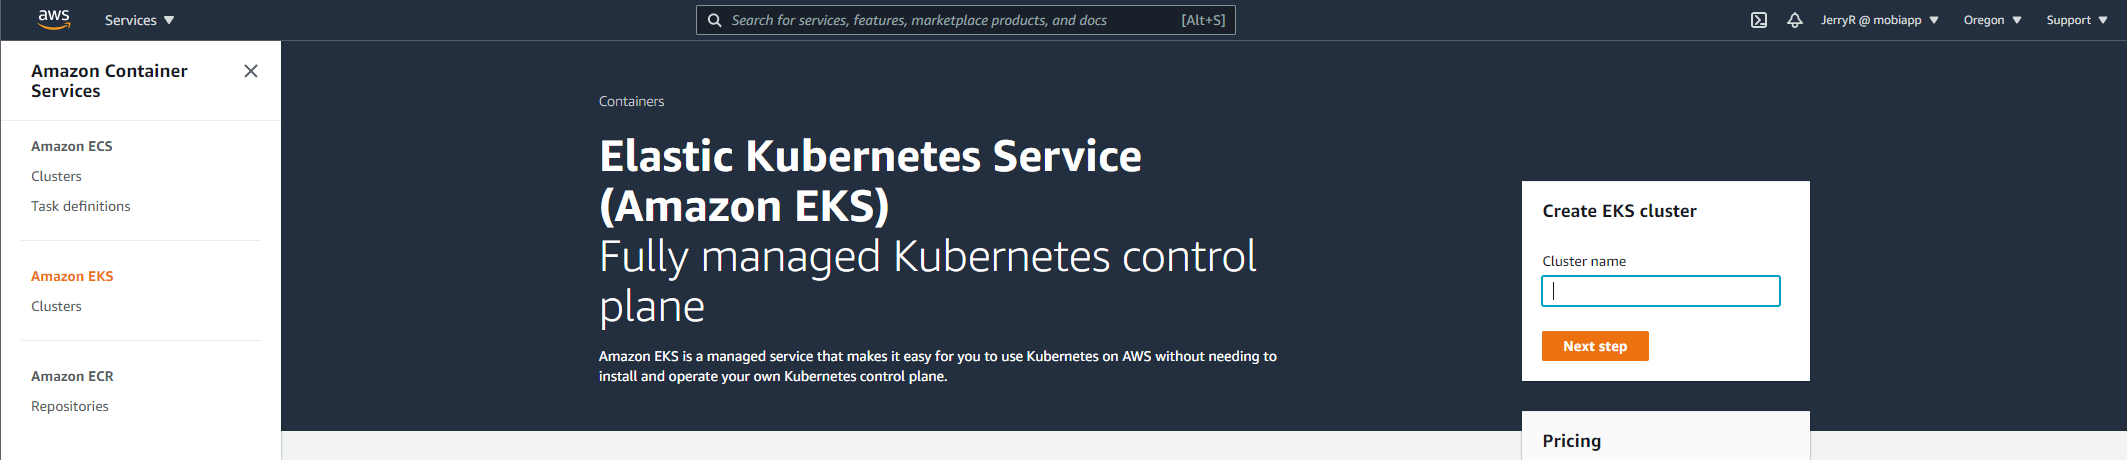 aws
Services
Search for services, features, marketplace products, and docs
[Alt+S]
JerryR @ mobiapp
Oregon
Support
Amazon Container
Services
Amazon ECS
Clusters
Task definitions
Amazon EKS
Clusters
Amazon ECR
Repositories
Containers
Elastic Kubernetes Service
(Amazon EKS)
Fully managed Kubernetes control
plane
Amazon EKS is a managed service that makes it easy for you to use Kubernetes on AWS without needing to
install and operate your own Kubernetes control plane.
Create EKS cluster
Cluster name
Next step
Pricing